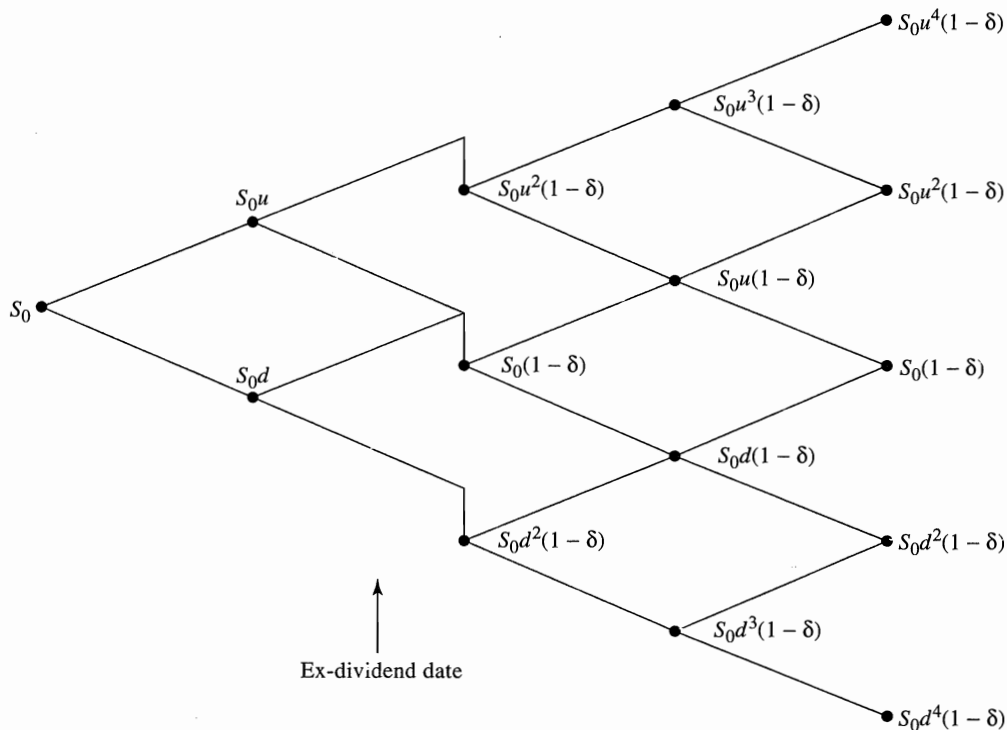 S₀u⁴(1 − δ)
S₀u³(1 − δ)
S₀u
S₀u²(1 − δ)
S₀u²(1 − δ)
S₀
S₀u(1 − δ)
S₀d
S₀(1 − δ)
S₀(1 − δ)
S₀d(1 − δ)
S₀d²(1 − δ)
S₀d²(1 − δ)
S₀d³(1 − δ)
Ex-dividend date
S₀d⁴(1 − δ)